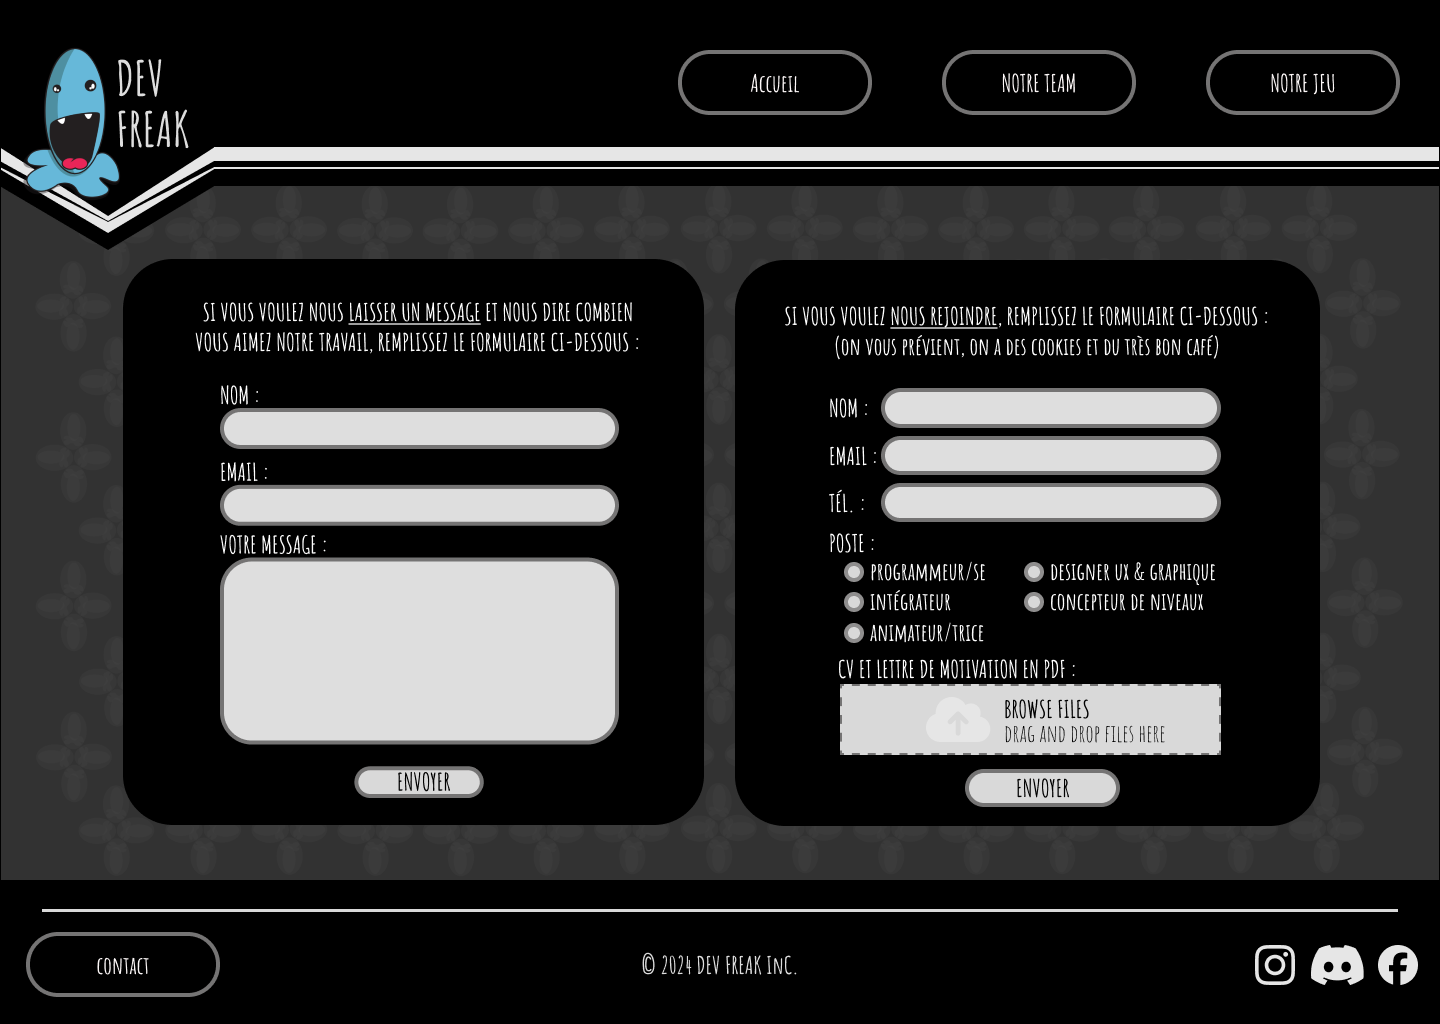 DEV
FREAK
Accueil
NOTRE TEAM
NOTRE JEU
SI VOUS VOULEZ NOUS LAISSER UN MESSAGE ET NOUS DIRE COMBIEN
VOUS AIMEZ NOTRE TRAVAIL, REMPLISSEZ LE FORMULAIRE CI-DESSOUS :
NOM :
EMAIL :
VOTRE MESSAGE :
ENVOYER
SI VOUS VOULEZ NOUS REJOINDRE, REMPLISSEZ LE FORMULAIRE CI-DESSOUS :
(on vous prévient, on a des cookies et du très bon café)
NOM :
EMAIL :
TÉL. :
POSTE :
programmeur/se
designer ux & graphique
intégrateur
concepteur de niveaux
animateur/trice
CV ET LETTRE DE MOTIVATION EN PDF :
BROWSE FILES
drag and drop files here
ENVOYER
contact
© 2024 DEV FREAK InC.